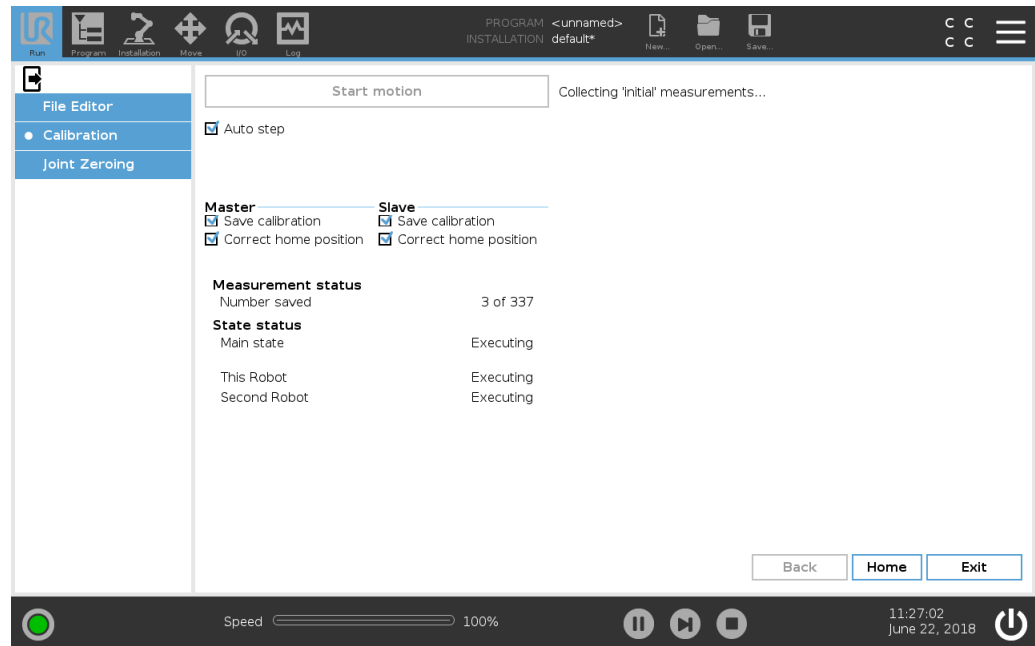 PROGRAM <unnamed>
INSTALLATION default*
New... Open... Save...
C C
C C
UR
Run Program Installation Move I/O Log
Start motion
Collecting 'initial' measurements...
File Editor
Calibration
Joint Zeroing
Auto step
Master Slave
Save calibration Save calibration
Correct home position Correct home position
Measurement status
Number saved 3 of 337
State status
Main state Executing
This Robot Executing
Second Robot Executing
Back Home Exit
Speed 100%
11:27:02
June 22, 2018